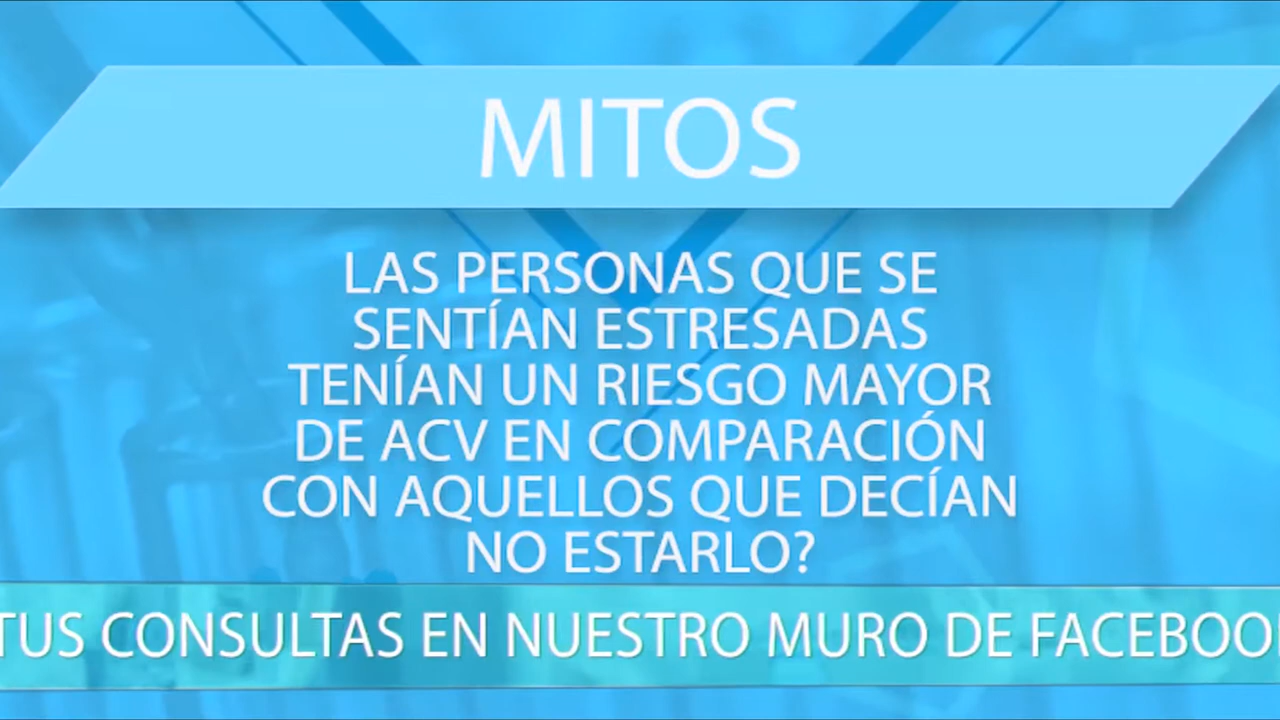 MITOS
LAS PERSONAS QUE SE
SENTÍAN ESTRESADAS
TENÍAN UN RIESGO MAYOR
DE ACV EN COMPARACIÓN
CON AQUELLOS QUE DECÍAN
NO ESTARLO?
TUS CONSULTAS EN NUESTRO MURO DE FACEBOO